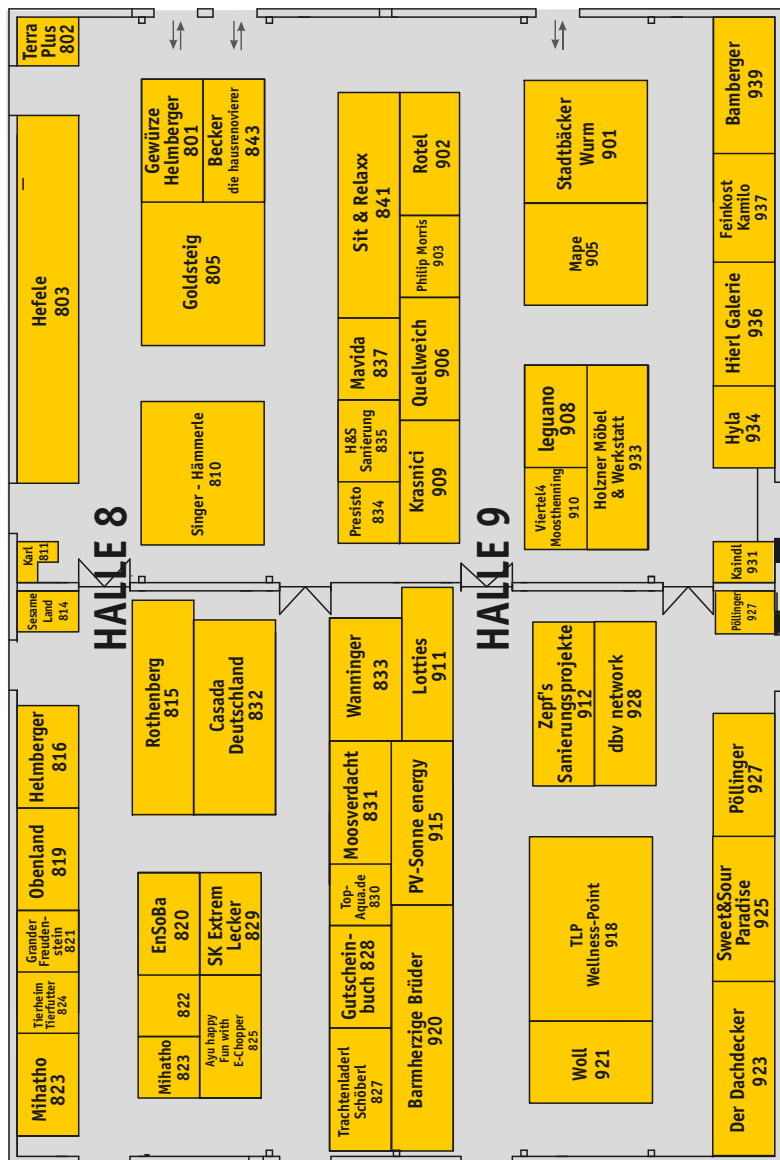 Terra
Plus
802
Hefele
803
Karl
811
Sesame
Land
814
Helmberger
816
Obenland
819
Grander
Freuden-
stein
821
Tierheim
Tierfutter
824
Mihatho
823
Gewürze
Helmberger
801
Becker
die hausrenovierer
843
Goldsteig
805
Singer - Hämmerle
810
HALLE 8
Rothenberg
815
Casada
Deutschland
832
EnSoBa
820
SK Extrem
Lecker
829
822
Mihatho
823
Ayu happy
Fun with
E-Chopper
825
Sit & Relaxx
841
Rotel
902
Philip Morris
903
Mavida
837
Quellweich
906
H&S
Sanierung
835
Presisto
834
Krasnici
909
Wanninger
833
Lotties
911
Moosverdacht
831
PV-Sonne energy
915
Top-
Aqua.de
830
Gutschein-
buch 828
Trachtenladerl
Schöberl
827
Barmherzige Brüder
920
Stadtbäcker
Wurm
901
Mape
905
leguano
908
Viertel4
Moosthenning
910
Holzner Möbel
& Werkstatt
933
HALLE 9
Zepf's
Sanierungsprojekte
912
dbv network
928
TLP
Wellness-Point
918
Woll
921
Bamberger
939
Feinkost
Kamilo
937
Hierl Galerie
936
Hyla
934
Kaindl
931
Pöllinger
927
Pöllinger
927
Sweet&Sour
Paradise
925
Der Dachdecker
923